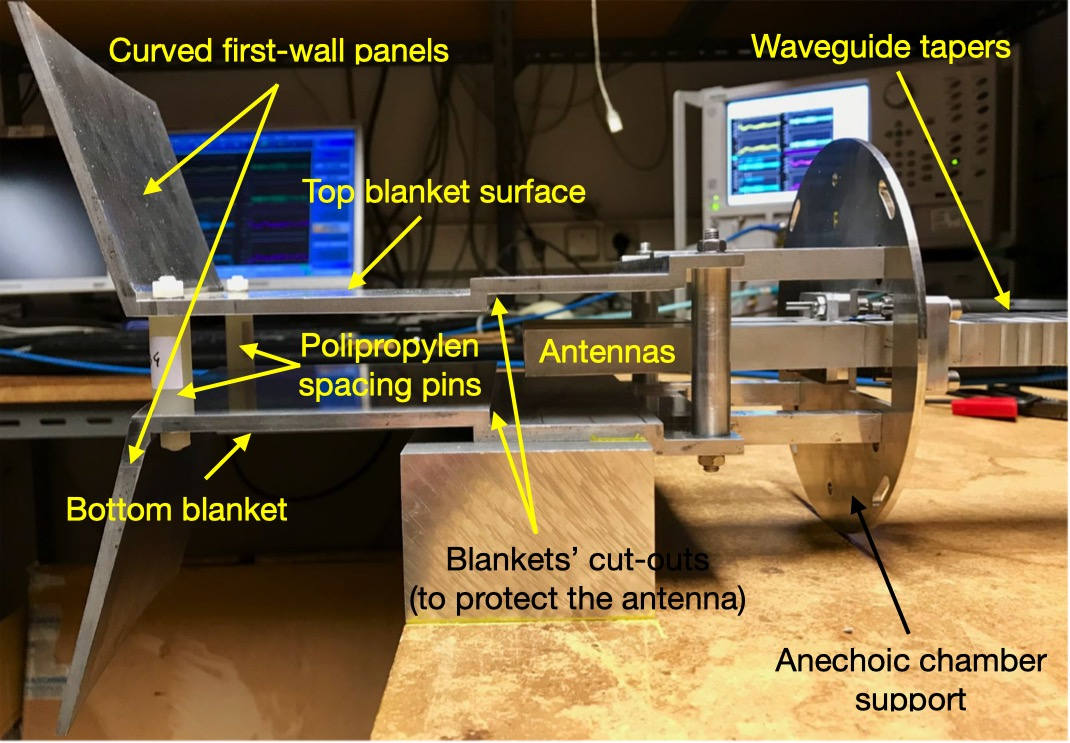 Curved first-wall panels
Waveguide tapers
Top blanket surface
Polipropylen
spacing pins
Antennas
Bottom blanket
Blankets’ cut-outs
(to protect the antenna)
Anechoic chamber
support